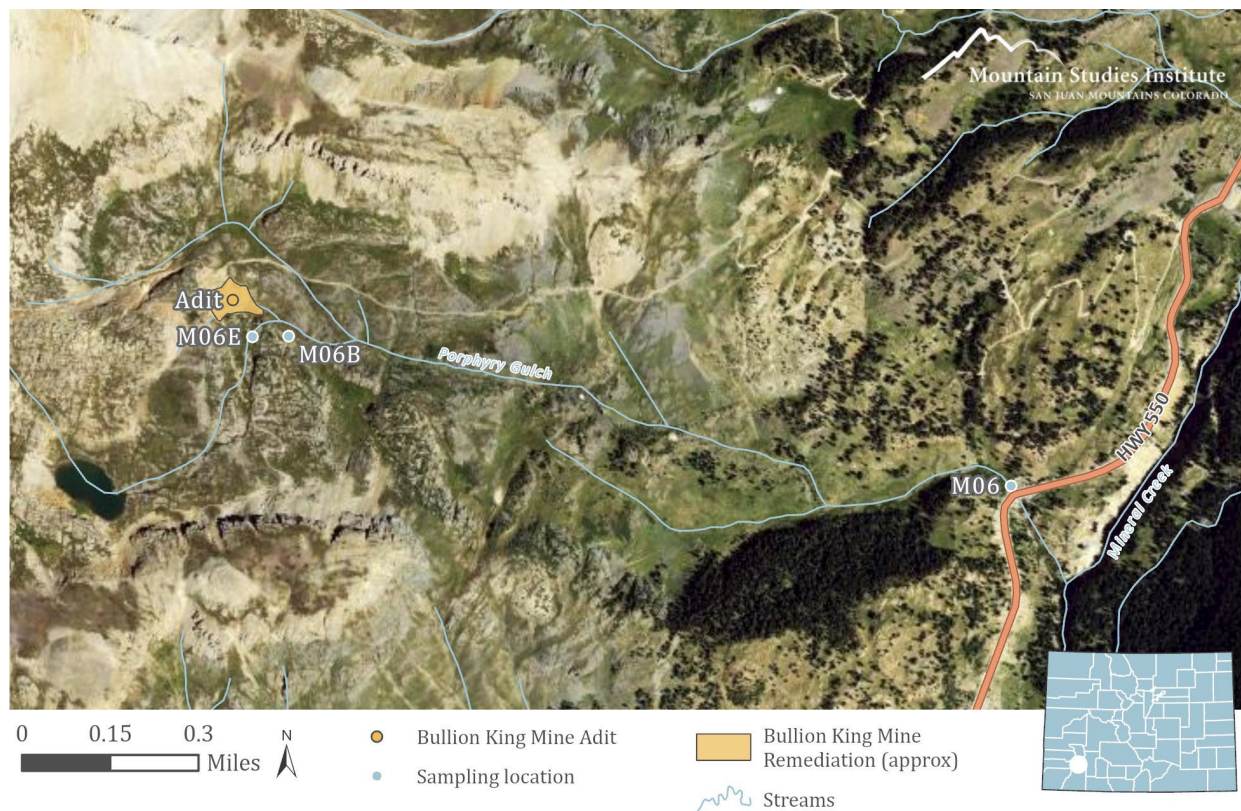 Mountain Studies Institute
SAN JUAN MOUNTAINS COLORADO
Adit
M06E
M06B
Porphyry Gulch
HWY 550
M06
Mineral Creek
0 0.15 0.3
Miles
N
Bullion King Mine Adit
Sampling location
Bullion King Mine
Remediation (approx)
Streams